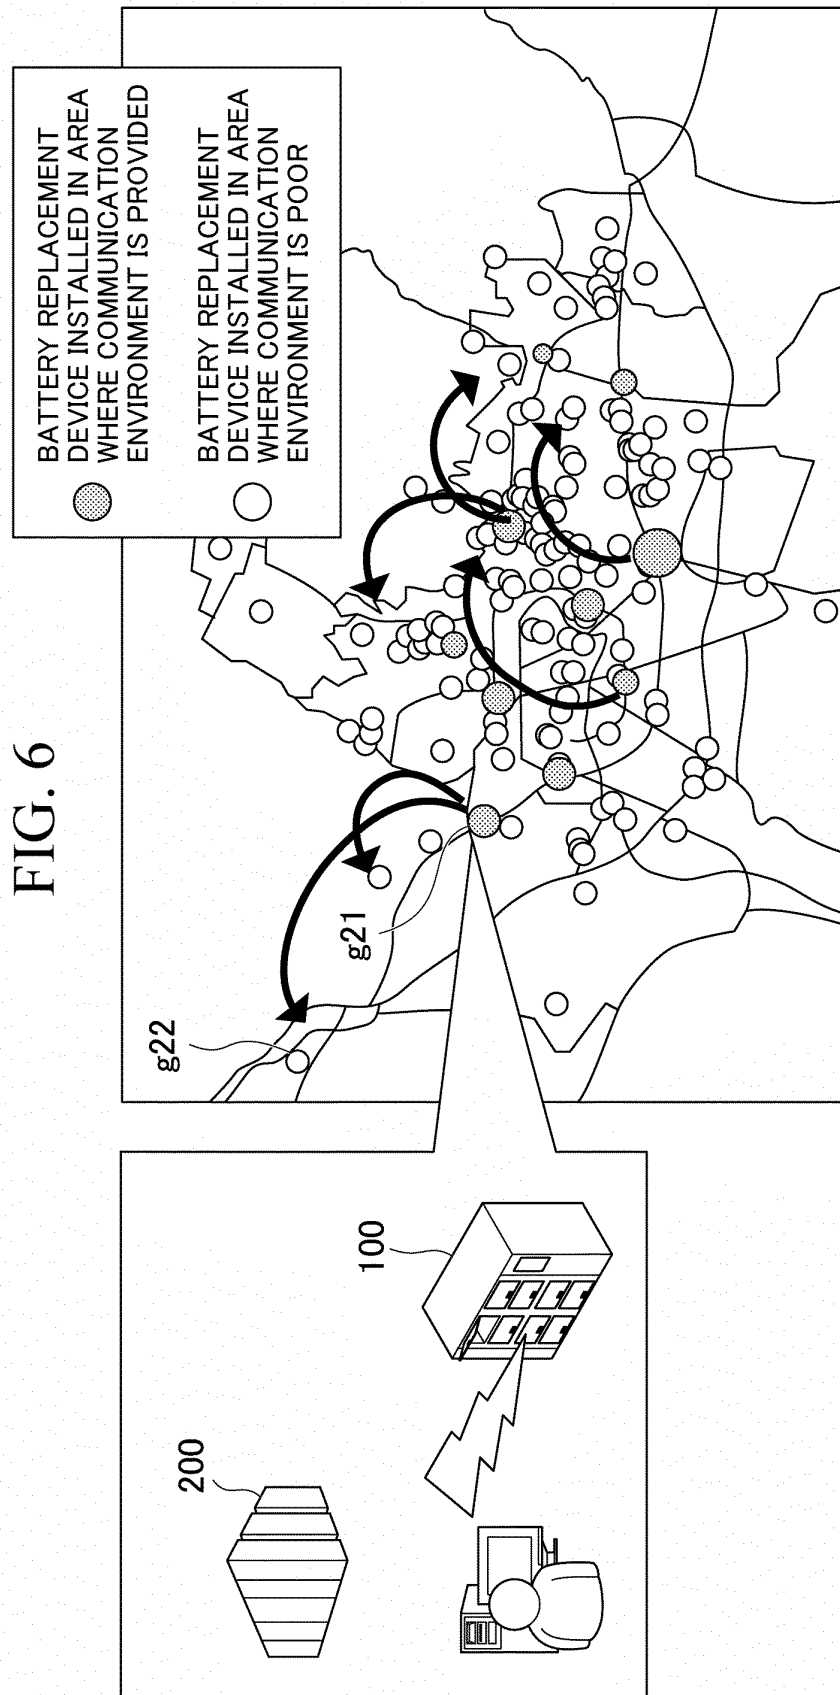 FIG. 6
BATTERY REPLACEMENT
DEVICE INSTALLED IN AREA
WHERE COMMUNICATION
ENVIRONMENT IS PROVIDED
BATTERY REPLACEMENT
DEVICE INSTALLED IN AREA
WHERE COMMUNICATION
ENVIRONMENT IS POOR
200
100
g22
g21